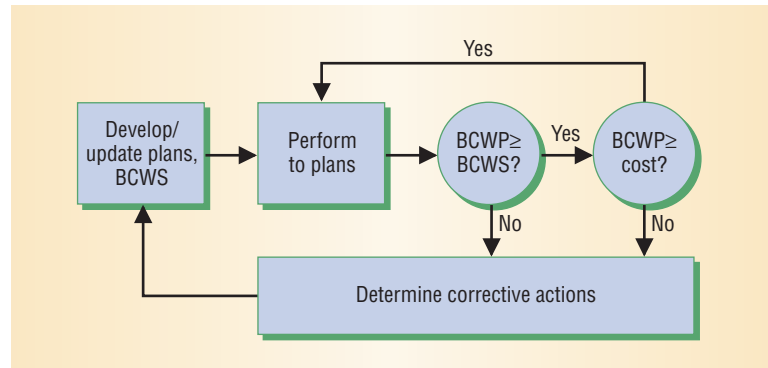 Yes
Develop/
update plans,
BCWS
Perform
to plans
BCWP≥
BCWS?
Yes
BCWP≥
cost?
No
No
Determine corrective actions